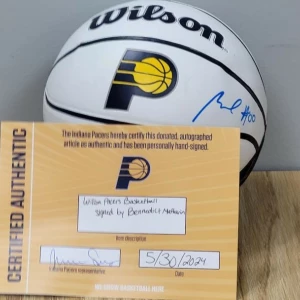 Wilson
#00
CERTIFIED AUTHENTIC
The Indiana Pacers hereby certify this donated, autographed
article as authentic and has been personally hand-signed.
Wilson Pacers Basketball
signed by Bennedict Mathurin
Item description
5/30/2024
Indiana Pacers representative
Date